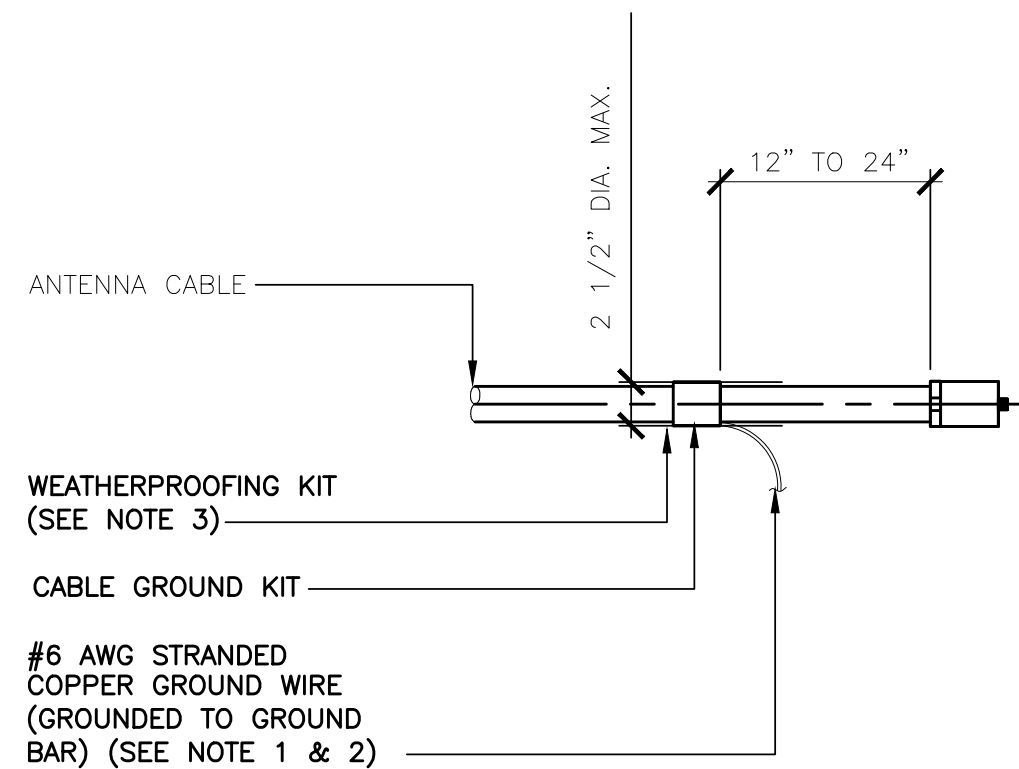 2 1/2" DIA. MAX.
12" TO 24"
ANTENNA CABLE
WEATHERPROOFING KIT
(SEE NOTE 3)
CABLE GROUND KIT
#6 AWG STRANDED
COPPER GROUND WIRE
(GROUNDED TO GROUND
BAR) (SEE NOTE 1 & 2)